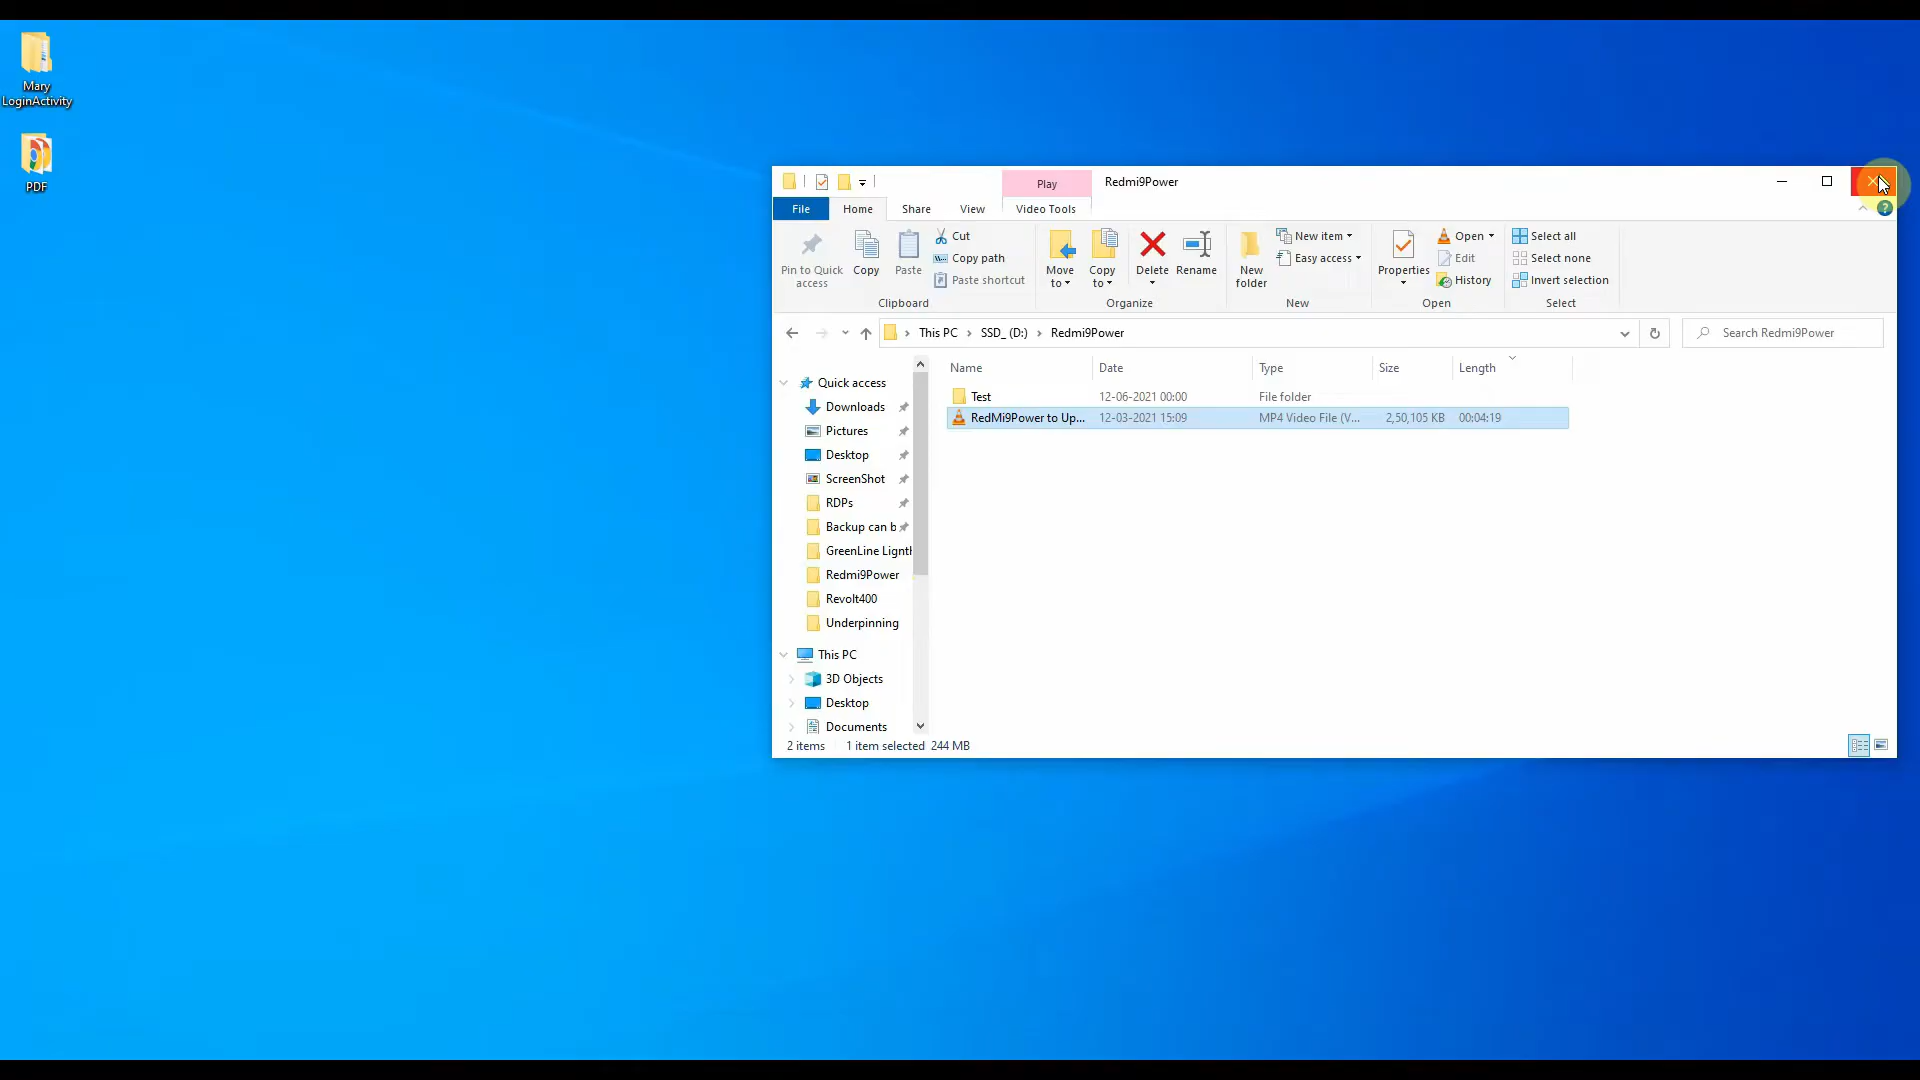 Mary
LoginActivity
PDF
Play
Redmi9Power
File
Home
Share
View
Video Tools
Pin to Quick
access
Copy
Paste
Cut
Copy path
Paste shortcut
Clipboard
Move
to
Copy
to
Delete
Rename
Organize
New
folder
New item
Easy access
New
Properties
Open
Edit
History
Open
Select all
Select none
Invert selection
Select
This PC › SSD_ (D:) › Redmi9Power
Search Redmi9Power
Name Date Type Size Length
Test 12-06-2021 00:00 File folder
RedMi9Power to Up... 12-03-2021 15:09 MP4 Video File (V... 2,50,105 KB 00:04:19
Quick access
Downloads
Pictures
Desktop
ScreenShot
RDPs
Backup can b
GreenLine Lignth
Redmi9Power
Revolt400
Underpinning
This PC
3D Objects
Desktop
Documents
2 items 1 item selected 244 MB